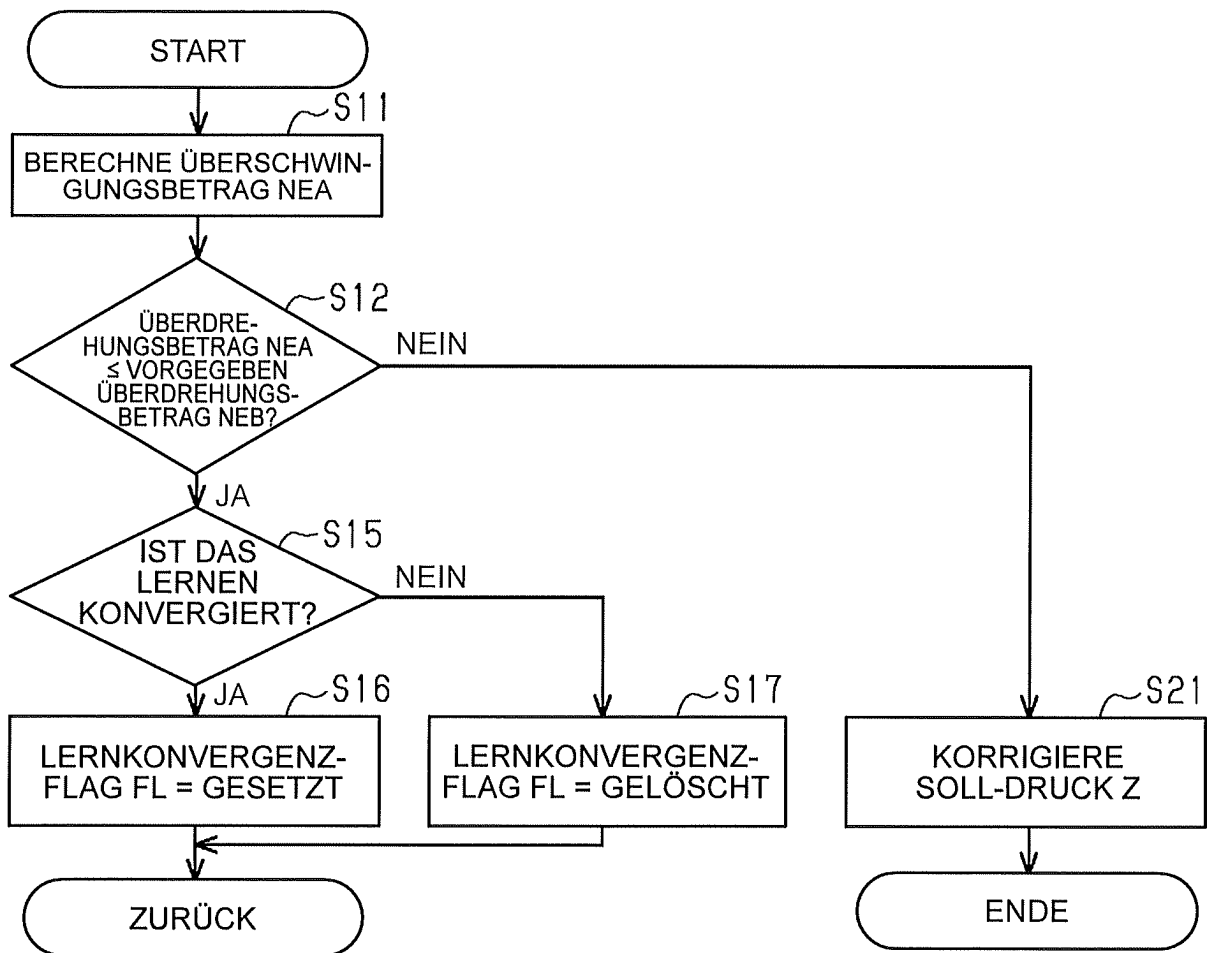 START
S11
BERECHNE ÜBERSCHWIN-
GUNGSBETRAG NEA
S12
ÜBERDRE-
HUNGSBETRAG NEA
≤ VORGEGEBEN
ÜBERDREHUNGS-
BETRAG NEB?
NEIN
JA
S15
IST DAS
LERNEN
KONVERGIERT?
NEIN
JA
S16
LERNKONVERGENZ-
FLAG FL = GESETZT
S17
LERNKONVERGENZ-
FLAG FL = GELÖSCHT
S21
KORRIGIERE
SOLL-DRUCK Z
ZURÜCK
ENDE